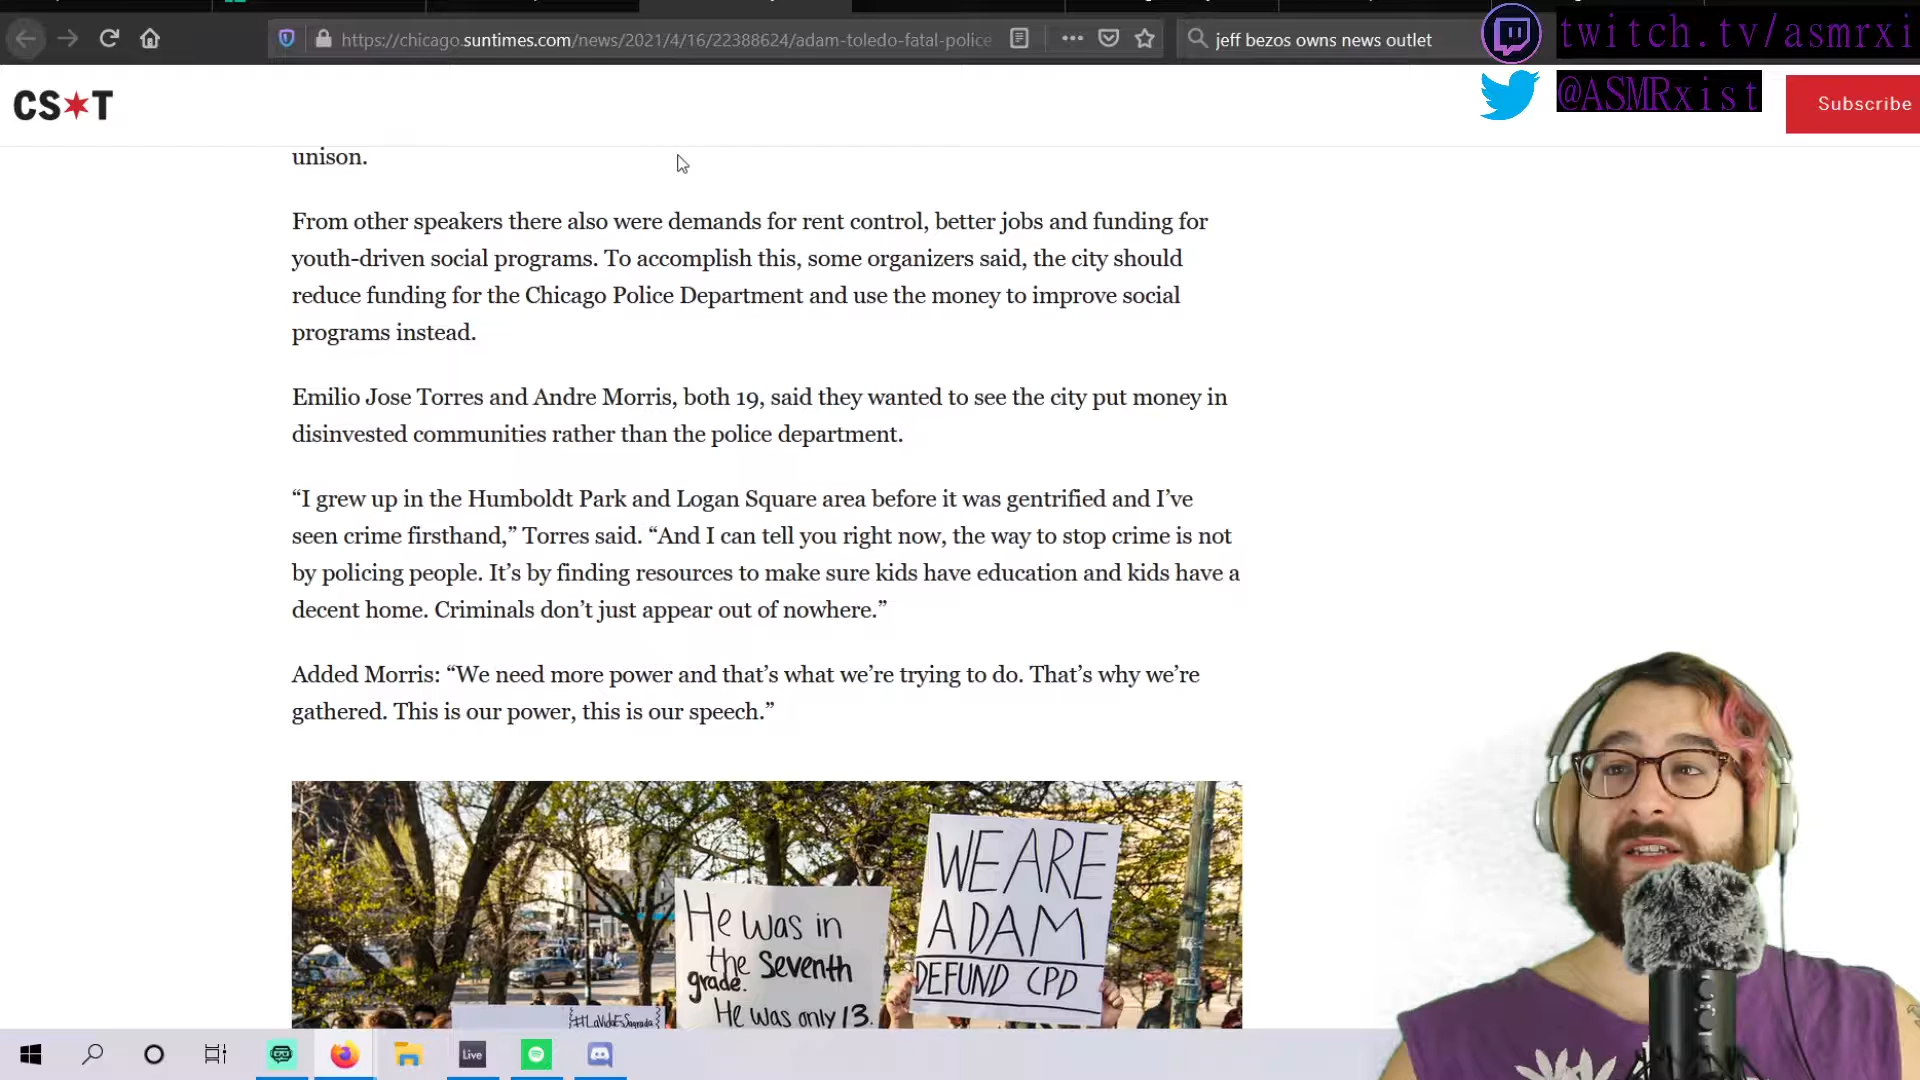 https://chicago.suntimes.com/news/2021/4/16/22388624/adam-toledo-fatal-police
jeff bezos owns news outlet
twitch.tv/asmrxi
@ASMRxist
CS★T
Subscribe
unison.
From other speakers there also were demands for rent control, better jobs and funding for
youth-driven social programs. To accomplish this, some organizers said, the city should
reduce funding for the Chicago Police Department and use the money to improve social
programs instead.
Emilio Jose Torres and Andre Morris, both 19, said they wanted to see the city put money in
disinvested communities rather than the police department.
“I grew up in the Humboldt Park and Logan Square area before it was gentrified and I’ve
seen crime firsthand,” Torres said. “And I can tell you right now, the way to stop crime is not
by policing people. It’s by finding resources to make sure kids have education and kids have a
decent home. Criminals don’t just appear out of nowhere.”
Added Morris: “We need more power and that’s what we’re trying to do. That’s why we’re
gathered. This is our power, this is our speech.”
He was in
the Seventh
grade.
He was only 13.
WE ARE
ADAM
DEFUND CPD
#LaVidaEsSagrada
Live